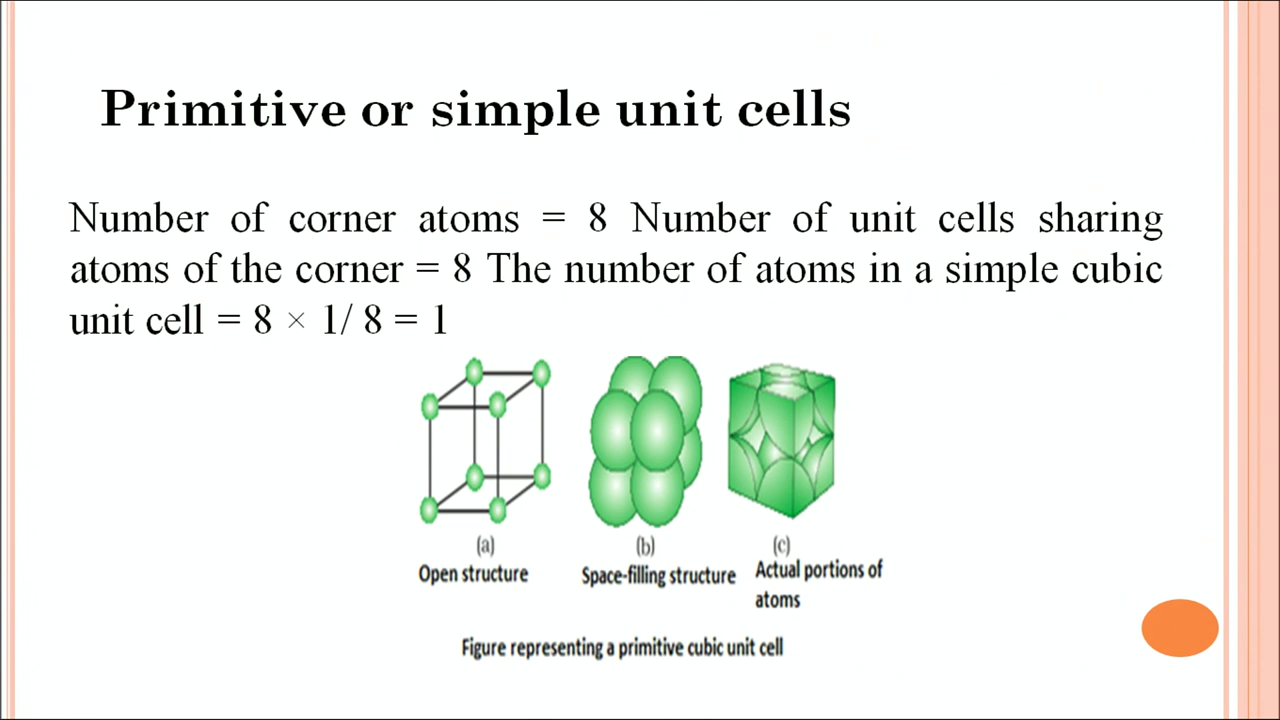 Primitive or simple unit cells
Number of corner atoms = 8 Number of unit cells sharing
atoms of the corner = 8 The number of atoms in a simple cubic
unit cell = 8 × 1/ 8 = 1
(a) (b) (c)
Open structure Space-filling structure Actual portions of
atoms
Figure representing a primitive cubic unit cell